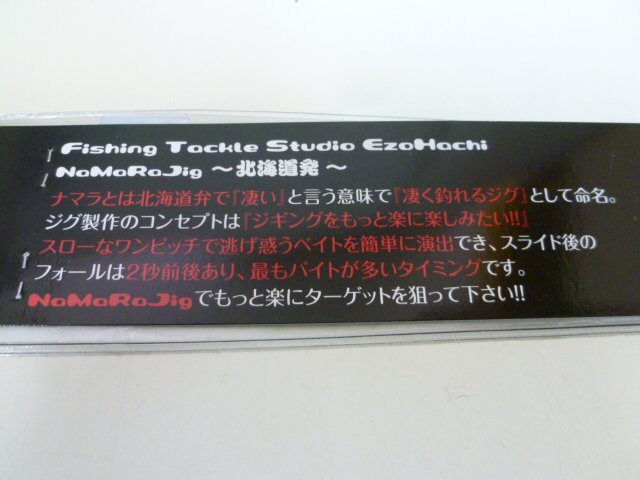 Fishing Tackle Studio EzoHachi
NaMaRaJig ～北海道発～
ナマラとは北海道弁で『凄い』と言う意味で『凄く釣れるジグ』として命名。
ジグ製作のコンセプトは『ジギングをもっと楽に楽しみたい!!』
スローなワンピッチで逃げ惑うベイトを簡単に演出でき、スライド後の
フォールは2秒前後あり、最もバイトが多いタイミングです。
NaMaRaJigでもっと楽にターゲットを狙って下さい!!